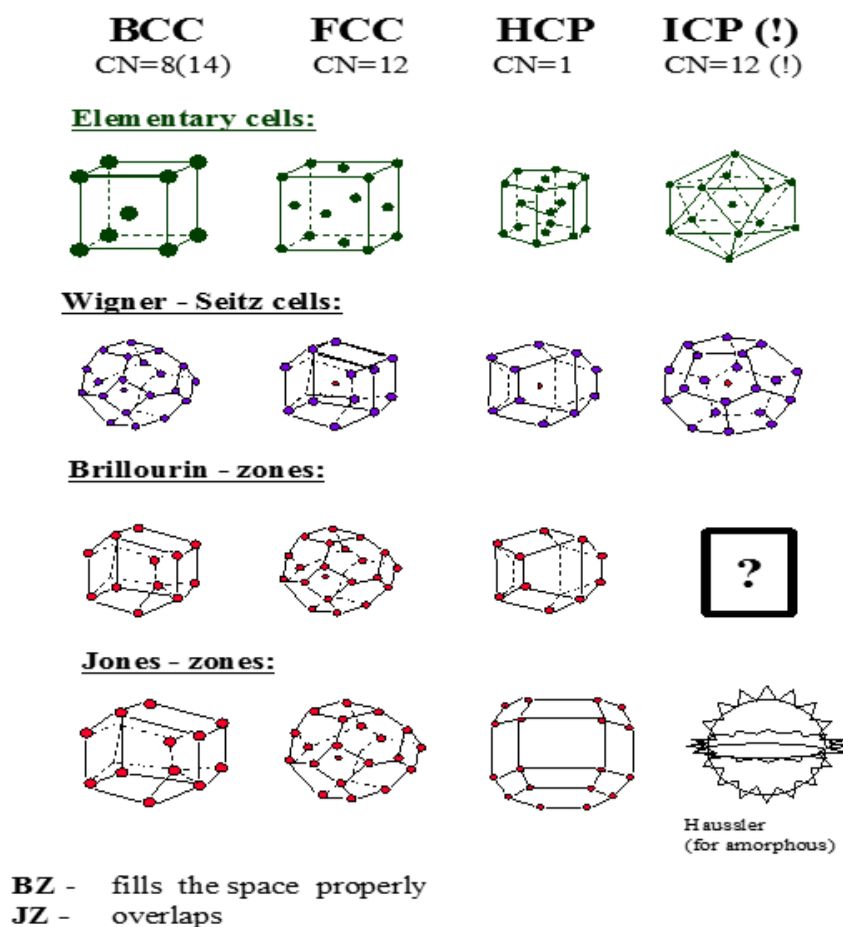 BCC FCC HCP ICP (!)
CN=8(14) CN=12 CN=1 CN=12 (!)
Elementary cells:
Wigner - Seitz cells:
Brillourin - zones:
?
Jones - zones:
Haussler
(for amorphous)
BZ - fills the space properly
JZ - overlaps